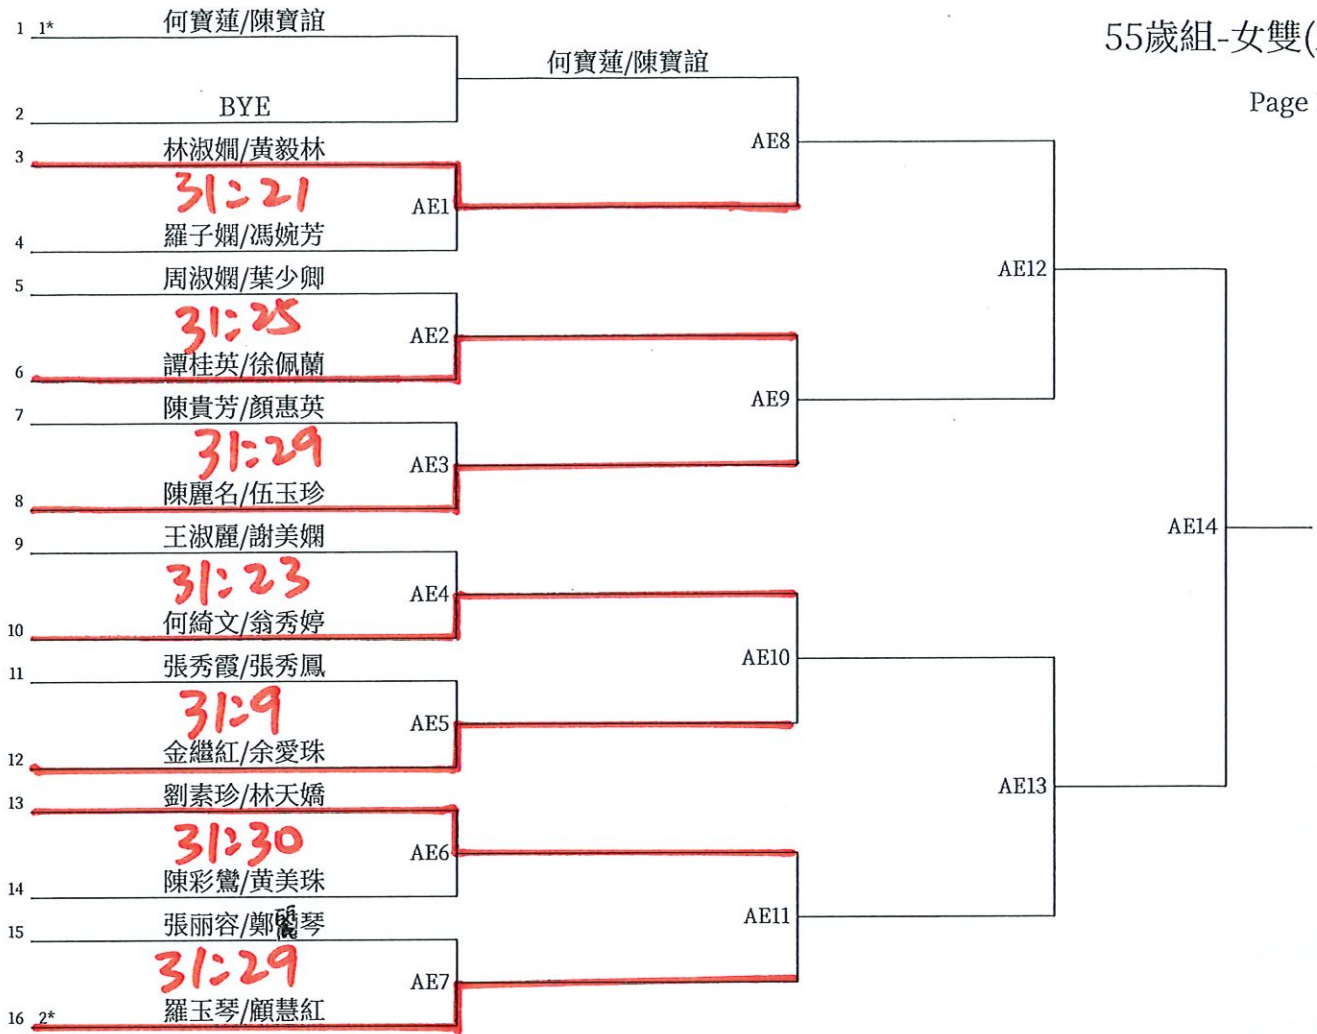 55歲組-女雙(
Page
1 1* 何寶蓮/陳寶誼
何寶蓮/陳寶誼
2 BYE
3 林淑嫺/黃毅林
AE8
31:21
AE1
4 羅子嫻/馮婉芳
5 周淑嫻/葉少卿
AE12
31:25
AE2
6 譚桂英/徐佩蘭
7 陳貴芳/顏惠英
AE9
31:29
AE3
8 陳麗名/伍玉珍
9 王淑麗/謝美嫻
AE14
31:23
AE4
10 何綺文/翁秀婷
11 張秀霞/張秀鳳
AE10
31:9
AE5
12 金繼紅/余愛珠
13 劉素珍/林天嬌
AE13
31:30
AE6
14 陳彩鸞/黄美珠
15 張丽容/鄭麗琴
AE11
31:29
AE7
16 2* 羅玉琴/顧慧紅